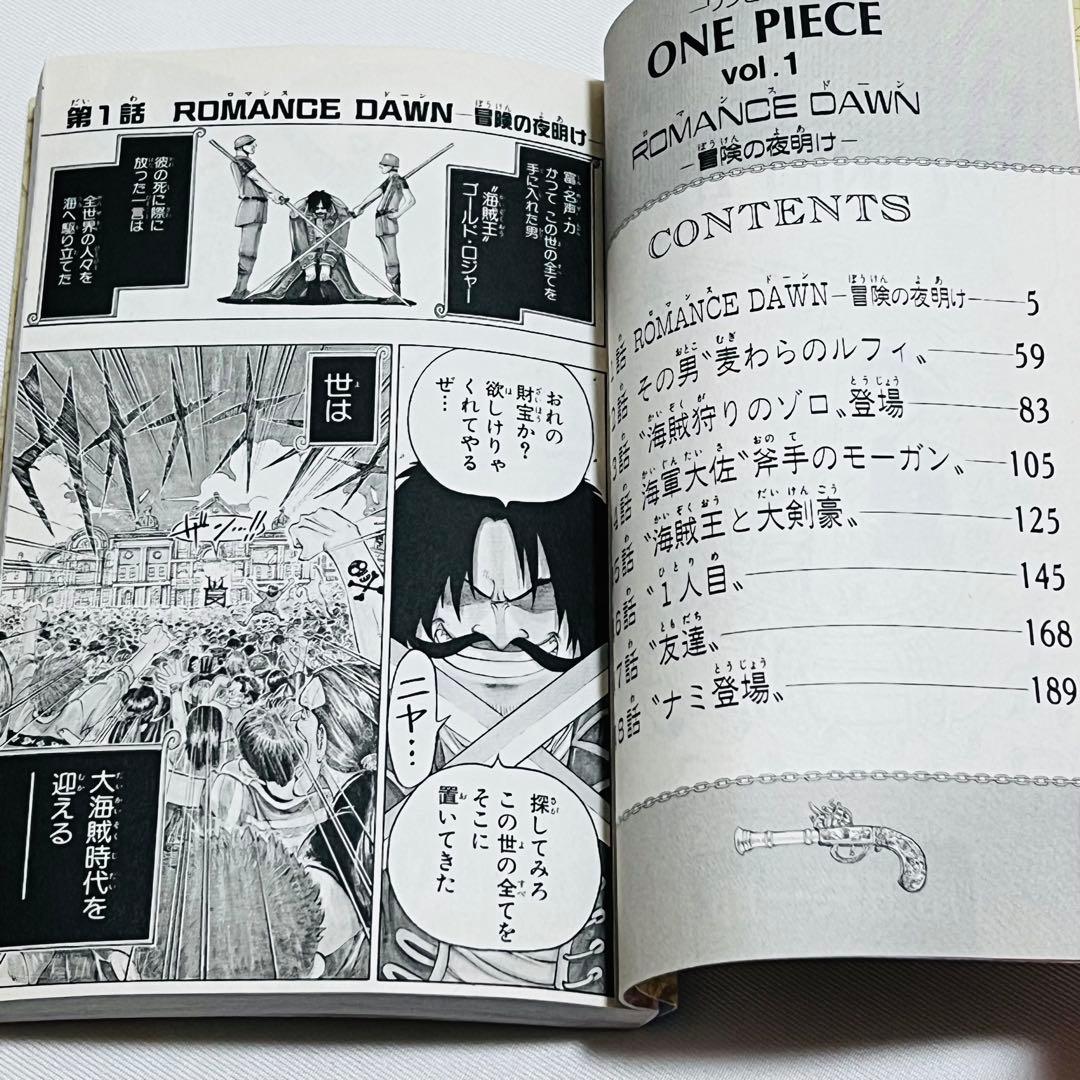 ONE PIECE
vol.1
ROMANCE DAWN
―冒険の夜明け―
CONTENTS
話 ROMANCE DAWN―冒険の夜明け― 5
話 その男〝麦わらのルフィ〟 59
話 〝海賊狩りのゾロ〟登場 83
話 海軍大佐〝斧手のモーガン〟 105
5話 〝海賊王と大剣豪〟 125
6話 〝1人目〟 145
7話 〝友達〟 168
8話 〝ナミ登場〟 189
第1話 ROMANCE DAWN―冒険の夜明け―
富・名声・力
かつて この世の全てを
手に入れた男
〝海賊王〟
ゴールド・ロジャー
彼の死に際に
放った一言は
全世界の人々を
海へ駆り立てた
おれの
財宝か?
欲しけりゃ
くれてやる
ぜ…
ニヤ…
探してみろ
この世の全てを
そこに
置いてきた
世は
大海賊時代を
迎える